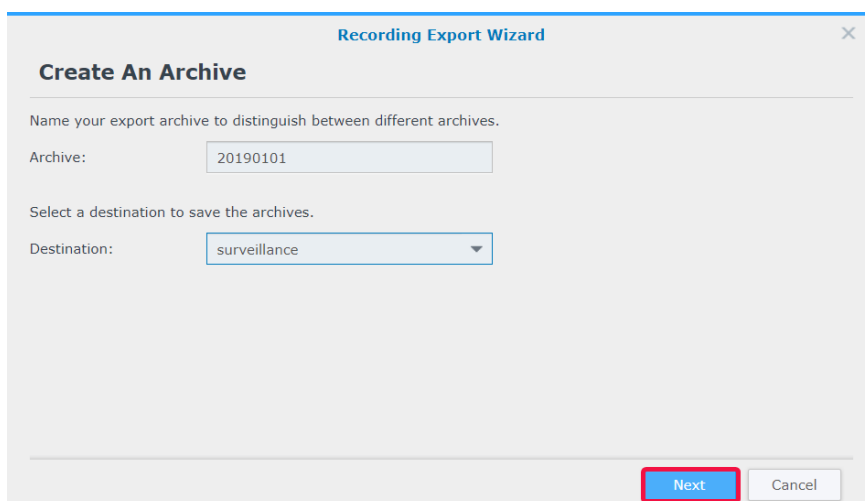 Recording Export Wizard
Create An Archive
Name your export archive to distinguish between different archives.
Archive: 20190101
Select a destination to save the archives.
Destination: surveillance
Next Cancel